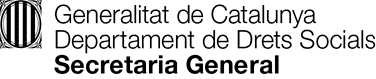 Generalitat de Catalunya
Departament de Drets Socials
Secretaria General